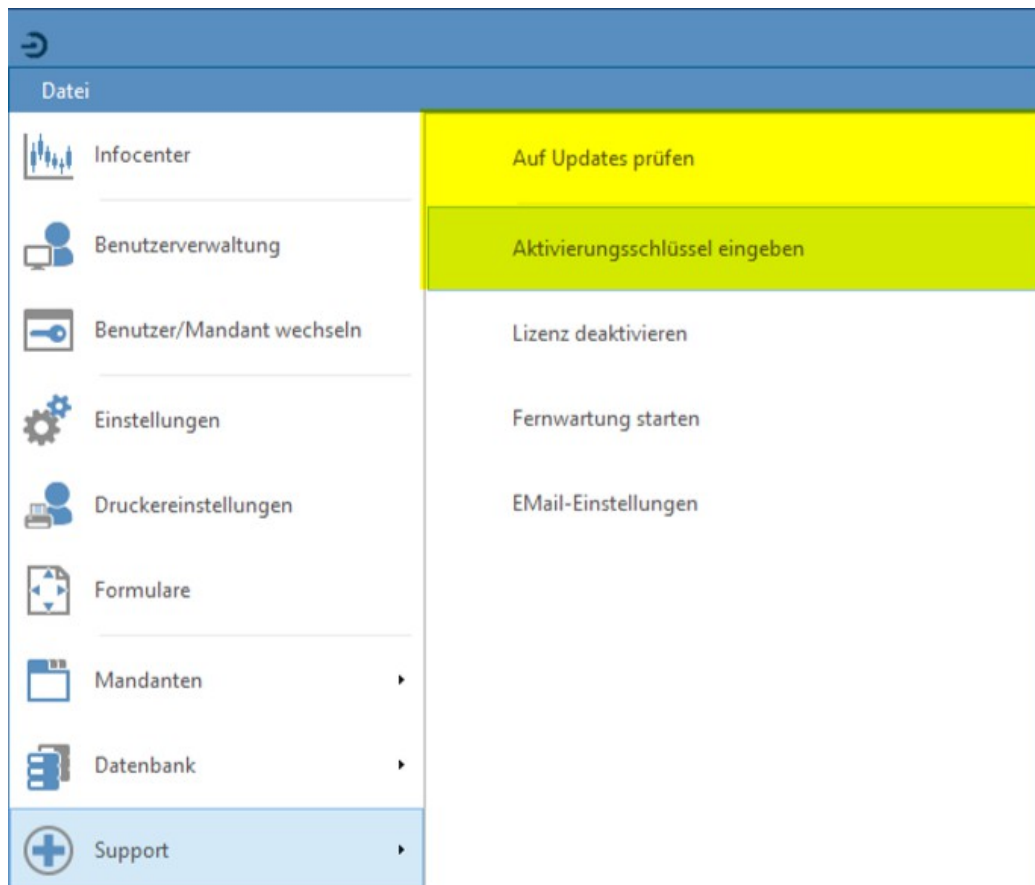 Datei
Infocenter
Benutzerverwaltung
Benutzer/Mandant wechseln
Einstellungen
Druckereinstellungen
Formulare
Mandanten
Datenbank
Support
Auf Updates prüfen
Aktivierungsschlüssel eingeben
Lizenz deaktivieren
Fernwartung starten
EMail-Einstellungen